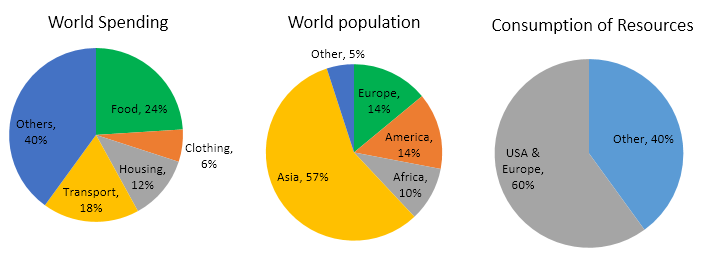 World Spending
Others,
40%
Food, 24%
Clothing,
6%
Housing,
12%
Transport,
18%
World population
Other, 5%
Europe,
14%
America,
14%
Africa,
10%
Asia, 57%
Consumption of Resources
Other, 40%
USA &
Europe,
60%